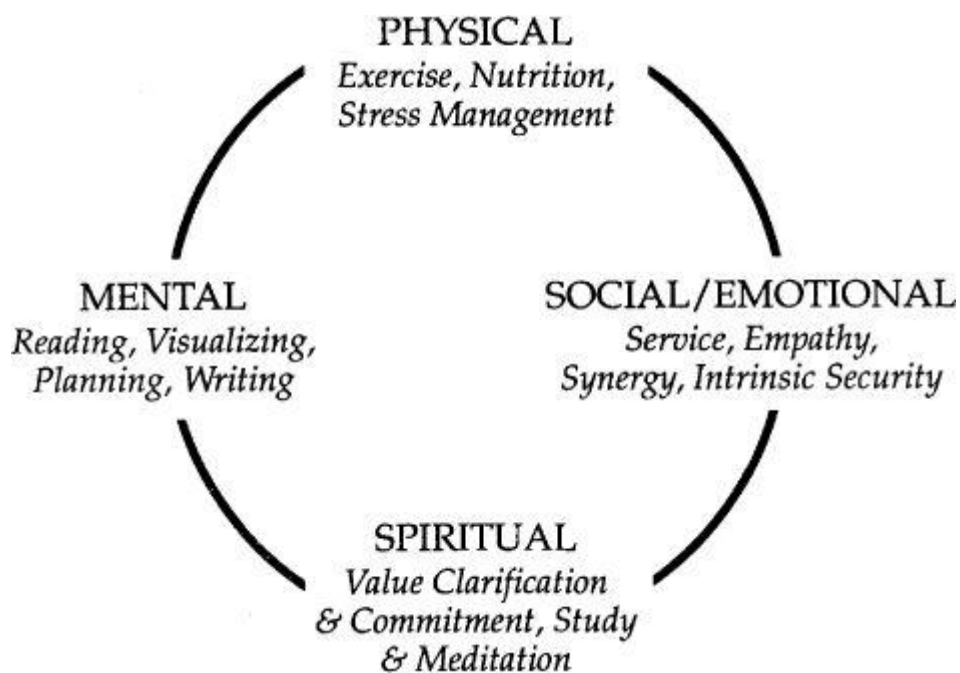 PHYSICAL
Exercise, Nutrition,
Stress Management
MENTAL
Reading, Visualizing,
Planning, Writing
SOCIAL/EMOTIONAL
Service, Empathy,
Synergy, Intrinsic Security
SPIRITUAL
Value Clarification
& Commitment, Study
& Meditation